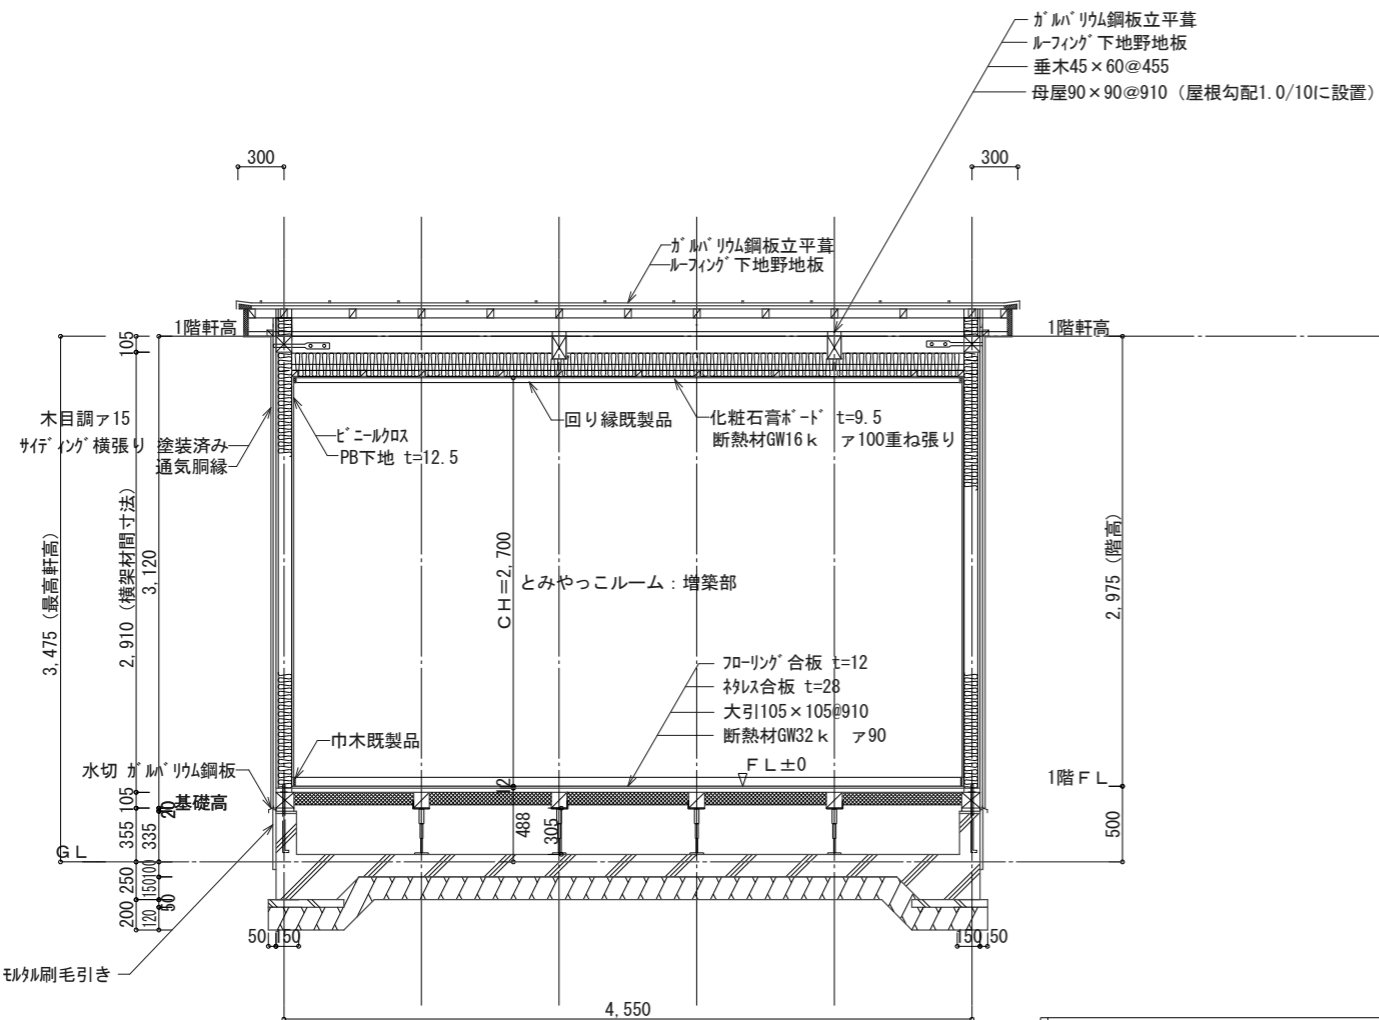 ｶﾞﾙﾊﾞﾘｳﾑ鋼板立平葺
ﾙｰﾌｨﾝｸﾞ下地野地板
垂木45×60@455
母屋90×90@910 (屋根勾配1.0/10に設置)
300
300
ｶﾞﾙﾊﾞﾘｳﾑ鋼板立平葺
ﾙｰﾌｨﾝｸﾞ下地野地板
1階軒高
1階軒高
105
木目調ｱ15
ｻｲﾃﾞｨﾝｸﾞ横張り 塗装済み
通気胴縁
ﾋﾞﾆｰﾙｸﾛｽ
PB下地 t=12.5
回り縁既製品
化粧石膏ﾎﾞｰﾄﾞ t=9.5
断熱材GW16ｋ ｱ100重ね張り
3,475 (最高軒高)
2,910 (横架材間寸法)
3,120
ＣＨ＝2,700
とみやっこルーム：増築部
2,975 (階高)
ﾌﾛｰﾘﾝｸﾞ合板 t=12
ﾈﾀﾚｽ合板 t=28
大引105×105@910
断熱材GW32ｋ ｱ90
巾木既製品
水切 ｶﾞﾙﾊﾞﾘｳﾑ鋼板
ＦＬ±0
1階ＦＬ
12
105
20
基礎高
355
335
488
305
500
ＧＬ
250
150
100
200
120
50
50
150
150
50
ﾓﾙﾀﾙ刷毛引き
4,550